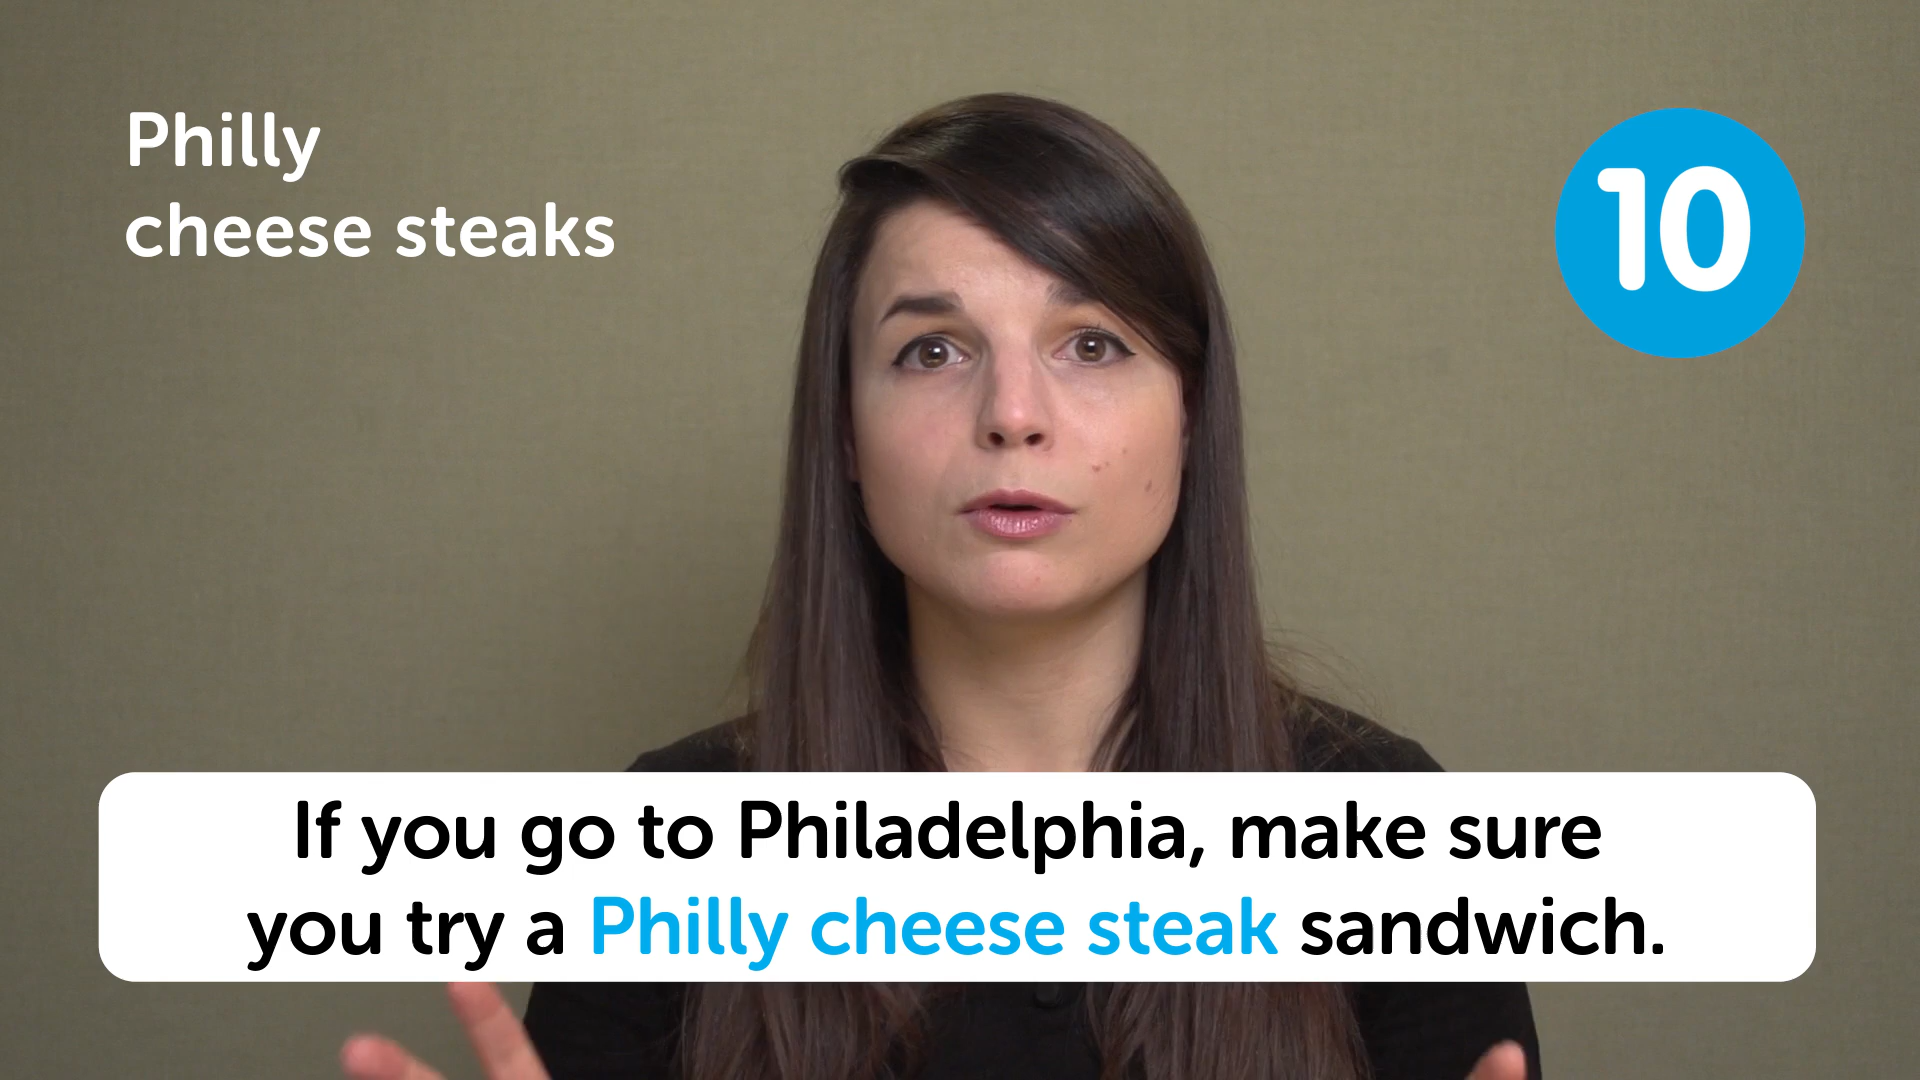 Philly
cheese steaks
10
If you go to Philadelphia, make sure
you try a Philly cheese steak sandwich.